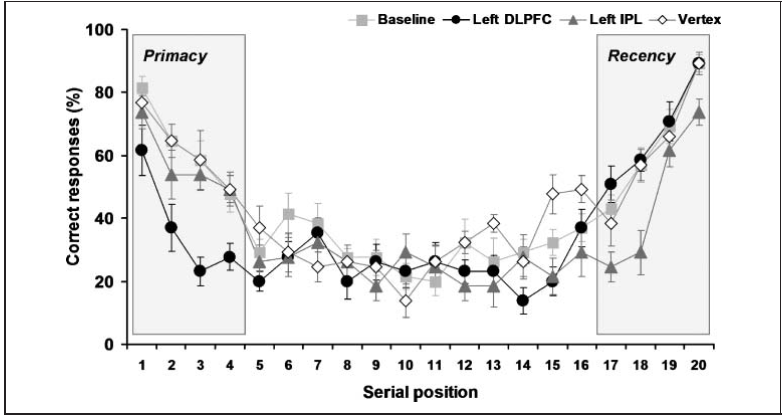 Baseline Left DLPFC Left IPL Vertex
Primacy
Recency
100
80
60
40
20
0
Correct responses (%)
1 2 3 4 5 6 7 8 9 10 11 12 13 14 15 16 17 18 19 20
Serial position